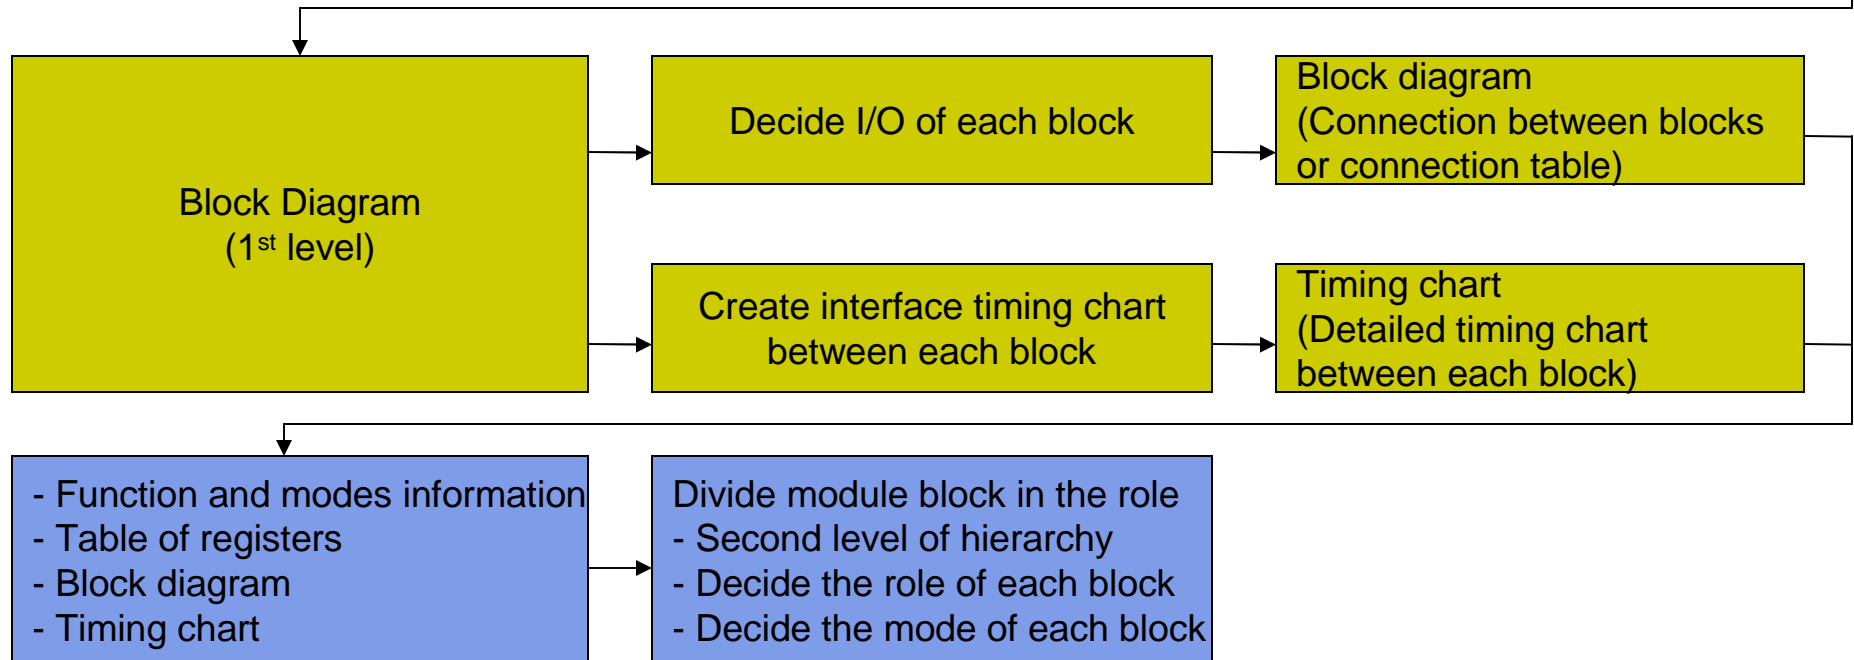 Block Diagram
(1st level)
Decide I/O of each block
Block diagram
(Connection between blocks
or connection table)
Create interface timing chart
between each block
Timing chart
(Detailed timing chart
between each block)
- Function and modes information
- Table of registers
- Block diagram
- Timing chart
Divide module block in the role
- Second level of hierarchy
- Decide the role of each block
- Decide the mode of each block